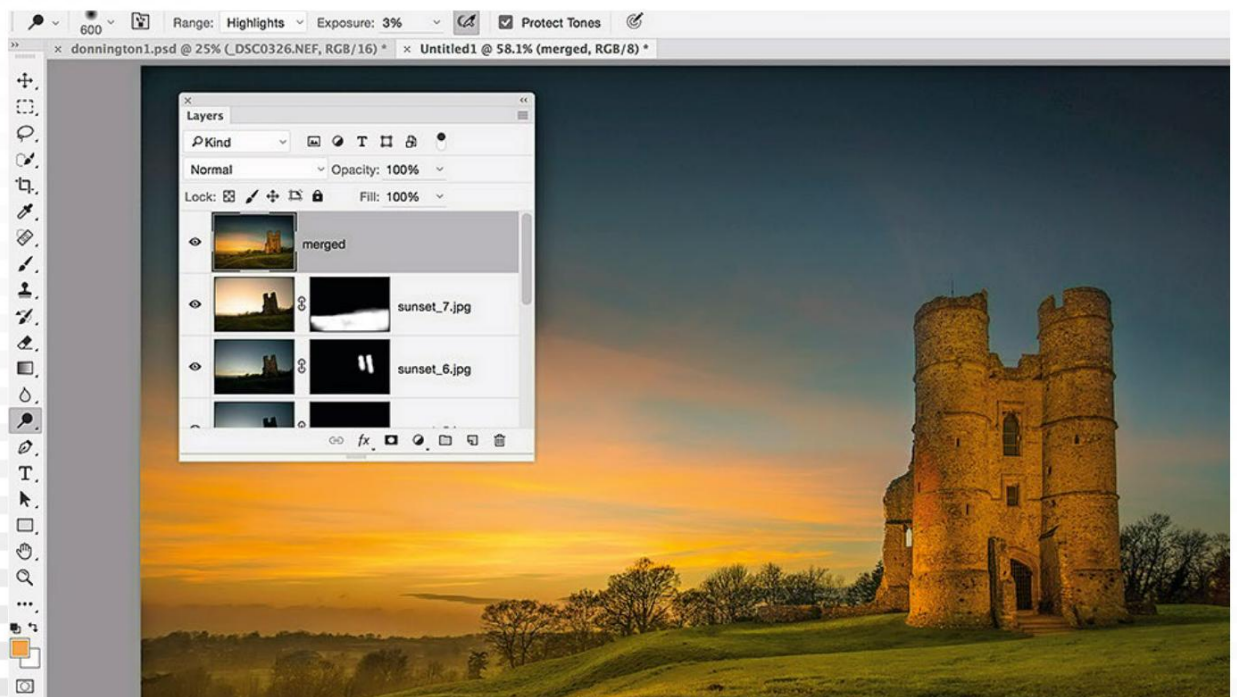 600 Range: Highlights Exposure: 3% Protect Tones
donnington1.psd @ 25% (_DSC0326.NEF, RGB/16) * Untitled1 @ 58.1% (merged, RGB/8) *
Layers
Kind
Normal Opacity: 100%
Lock: Fill: 100%
merged
sunset_7.jpg
sunset_6.jpg
fx
T